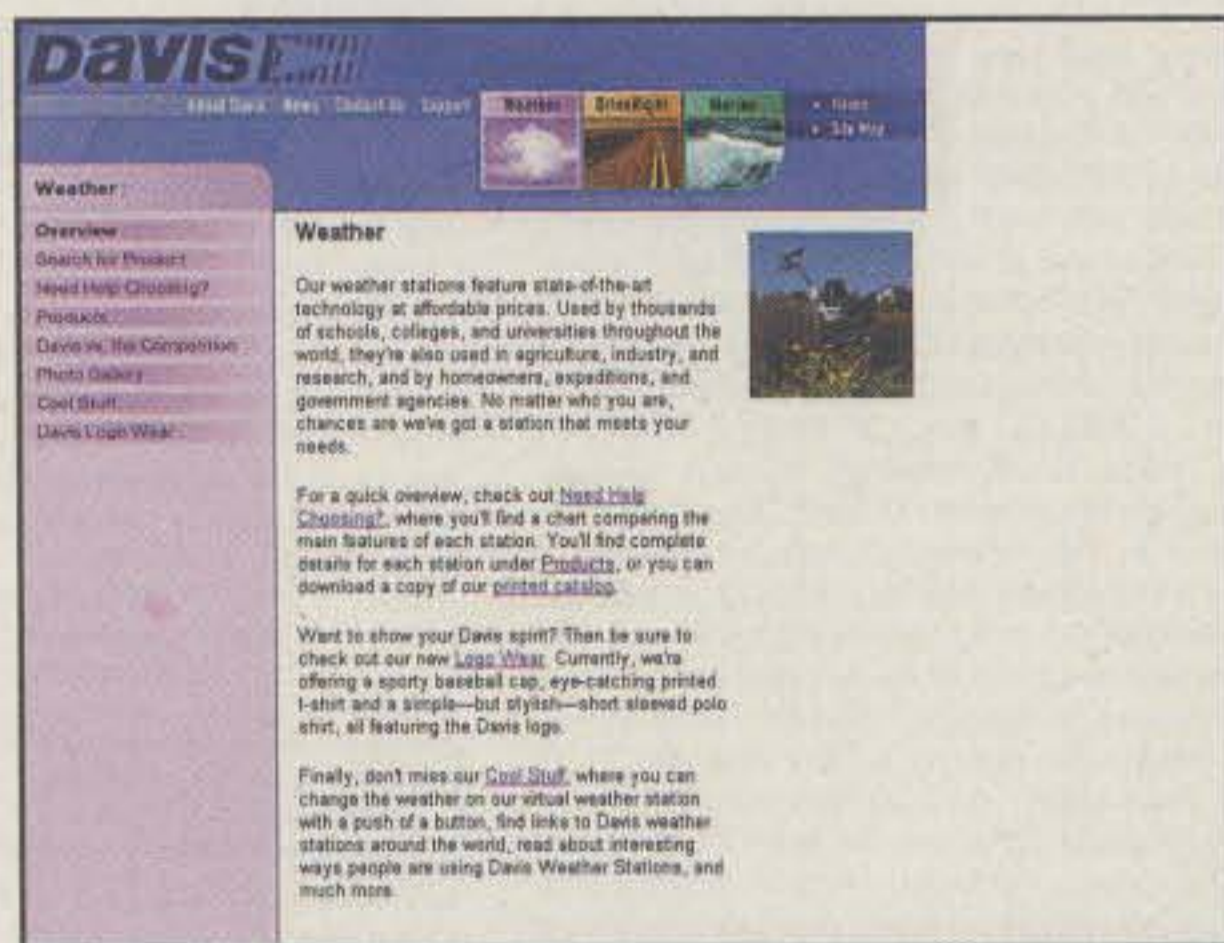 DAVIS
About Davis News Contact Us Support
Weather DriveRight Marine
Home
Site Map
Weather
Overview
Search for Product
Need Help Choosing?
Products
Davis vs. the Competition
Photo Gallery
Cool Stuff
Davis Logo Wear
Weather
Our weather stations feature state-of-the-art
technology at affordable prices. Used by thousands
of schools, colleges, and universities throughout the
world, they're also used in agriculture, industry, and
research, and by homeowners, expeditions, and
government agencies. No matter who you are,
chances are we've got a station that meets your
needs.
For a quick overview, check out Need Help
Choosing?, where you'll find a chart comparing the
main features of each station. You'll find complete
details for each station under Products, or you can
download a copy of our printed catalog.
Want to show your Davis spirit? Then be sure to
check out our new Logo Wear. Currently, we're
offering a sporty baseball cap, eye-catching printed
t-shirt and a simple—but stylish—short sleeved polo
shirt, all featuring the Davis logo.
Finally, don't miss our Cool Stuff, where you can
change the weather on our virtual weather station
with a push of a button, find links to Davis weather
stations around the world, read about interesting
ways people are using Davis Weather Stations, and
much more.